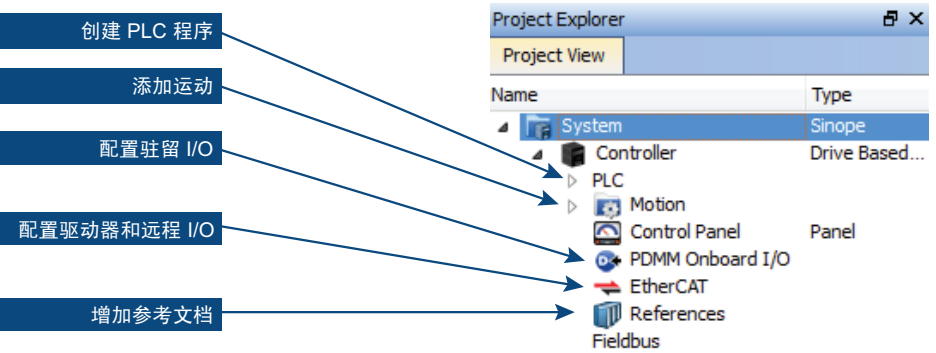 创建 PLC 程序
添加运动
配置驻留 I/O
配置驱动器和远程 I/O
增加参考文档
Project Explorer
Project View
Name Type
System Sinope
Controller Drive Based...
PLC
Motion
Control Panel Panel
PDMM Onboard I/O
EtherCAT
References
Fieldbus